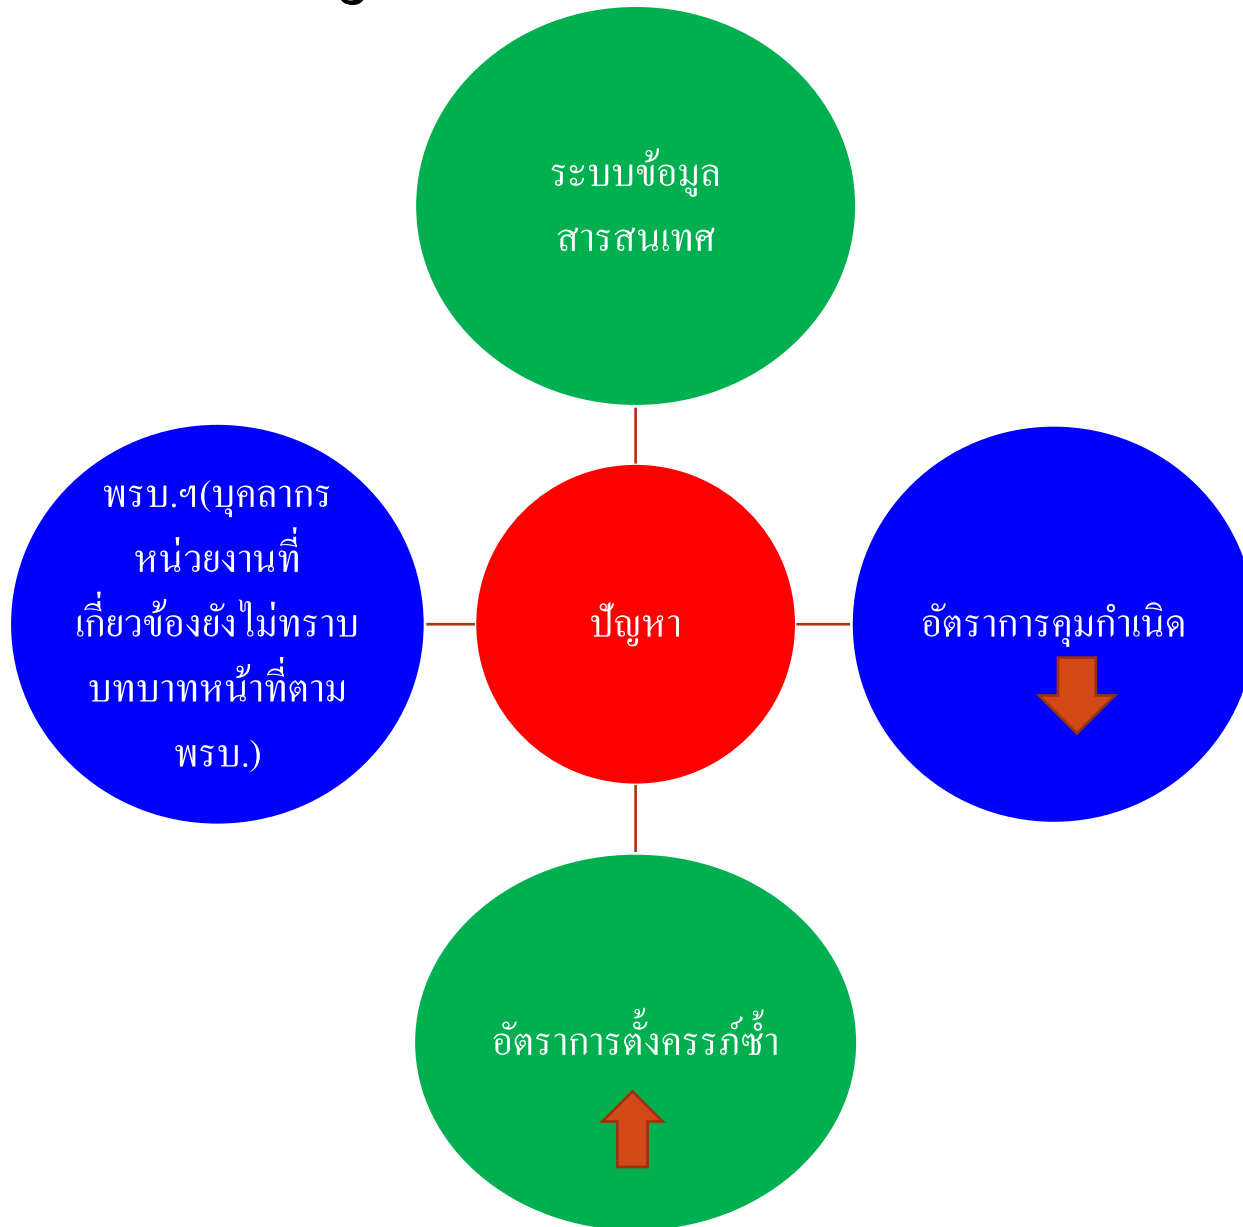 ระบบข้อมูล
สารสนเทศ
พรบ.ฯ(บุคลากร
หน่วยงานที่
เกี่ยวข้องยังไม่ทราบ
บทบาทหน้าที่ตาม
พรบ.)
ปัญหา
อัตราการคุมกำเนิด
อัตราการตั้งครรภ์ซ้ำ